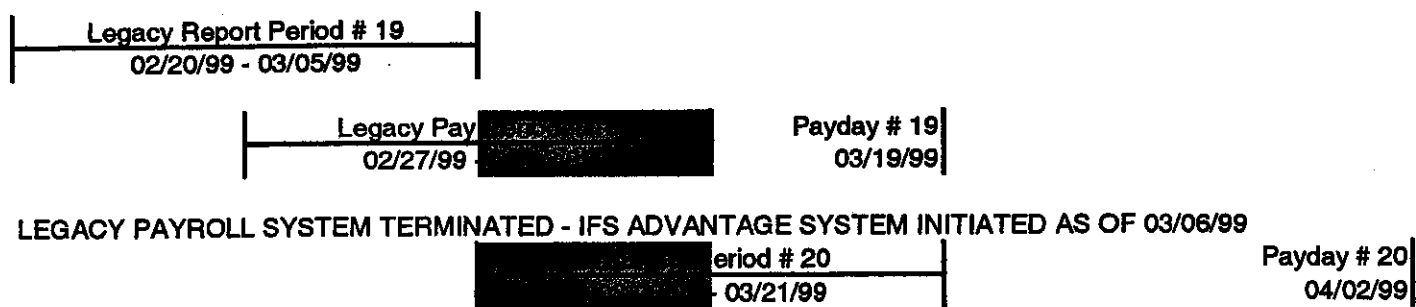 Legacy Report Period # 19
02/20/99 - 03/05/99
Legacy Pay
Payday # 19
02/27/99 -
03/19/99
LEGACY PAYROLL SYSTEM TERMINATED - IFS ADVANTAGE SYSTEM INITIATED AS OF 03/06/99
eriod # 20
Payday # 20
- 03/21/99
04/02/99